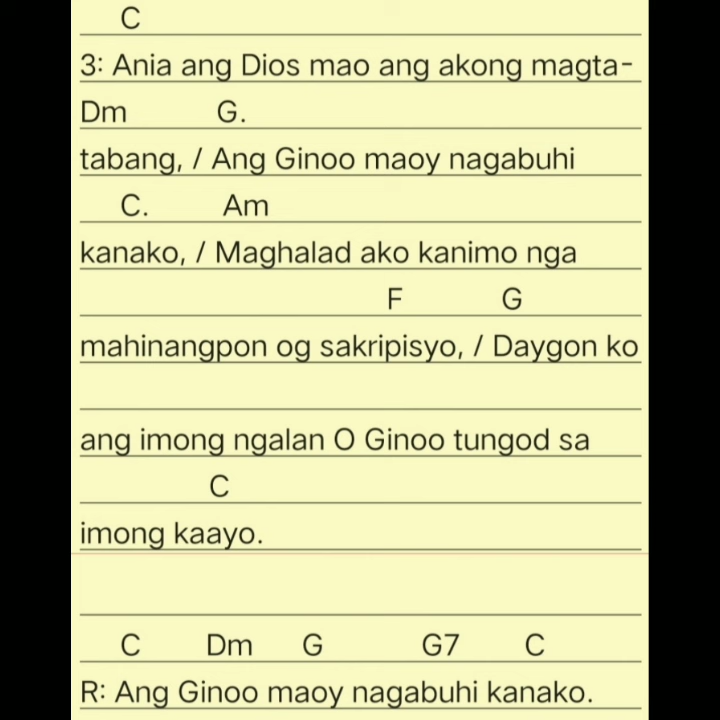 C
3: Ania ang Dios mao ang akong magta-
Dm G.
tabang, / Ang Ginoo maoy nagabuhi
C. Am
kanako, / Maghalad ako kanimo nga
F G
mahinangpon og sakripisyo, / Daygon ko
ang imong ngalan O Ginoo tungod sa
C
imong kaayo.
C Dm G G7 C
R: Ang Ginoo maoy nagabuhi kanako.